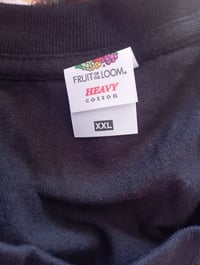 FRUIT OF THE LOOM®
HEAVY
cotton
XXL